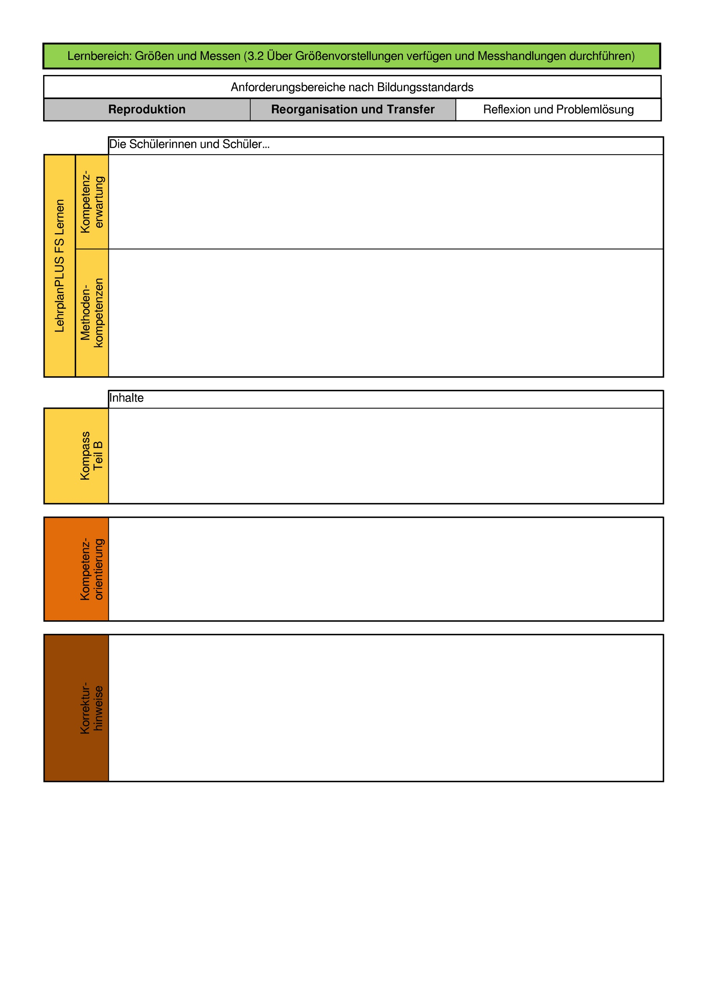 Lernbereich: Größen und Messen (3.2 Über Größenvorstellungen verfügen und Messhandlungen durchführen)
Anforderungsbereiche nach Bildungsstandards
Reproduktion
Reorganisation und Transfer
Reflexion und Problemlösung
Die Schülerinnen und Schüler...
LehrplanPLUS FS Lernen
Kompetenz-
erwartung
Methoden-
kompetenzen
Inhalte
Kompass
Teil B
Kompetenz-
orientierung
Korrektur-
hinweise